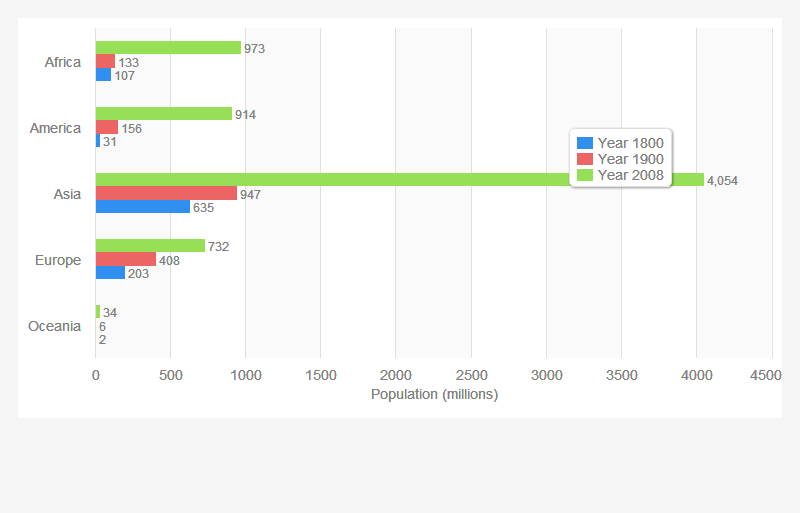 973
Africa
133
107
914
America
156
31
Year 1800
Year 1900
Year 2008
4,054
Asia
947
635
732
Europe
408
203
34
Oceania
6
2
0 500 1000 1500 2000 2500 3000 3500 4000 4500
Population (millions)